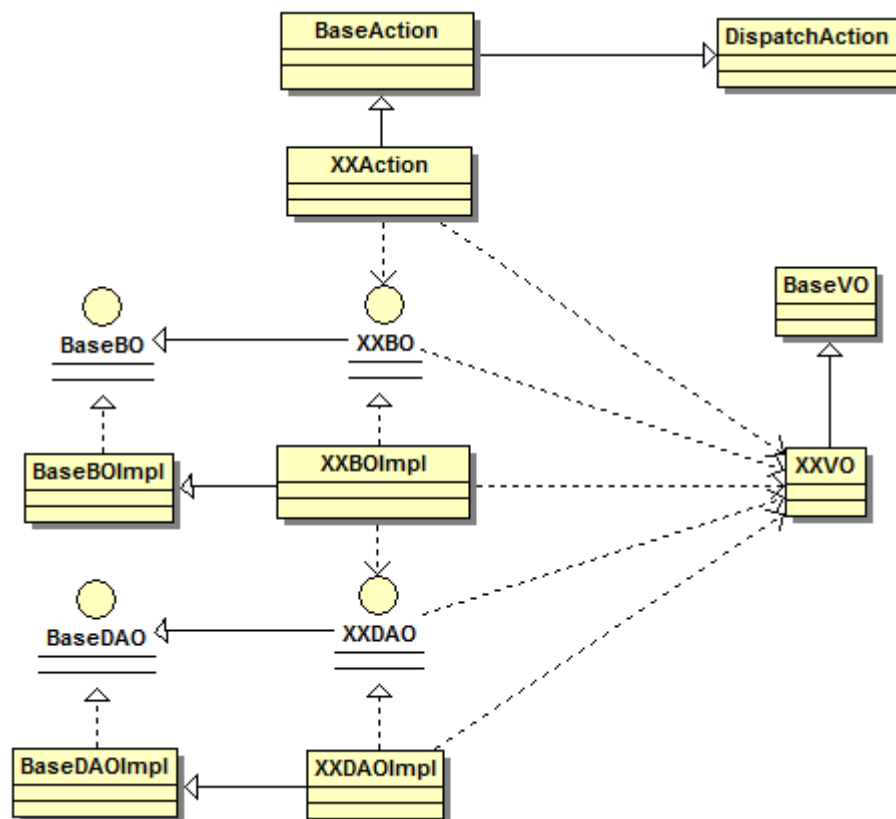 BaseAction
DispatchAction
XXAction
BaseVO
BaseBO
XXBO
BaseBOImpl
XXBOImpl
XXVO
BaseDAO
XXDAO
BaseDAOImpl
XXDAOImpl